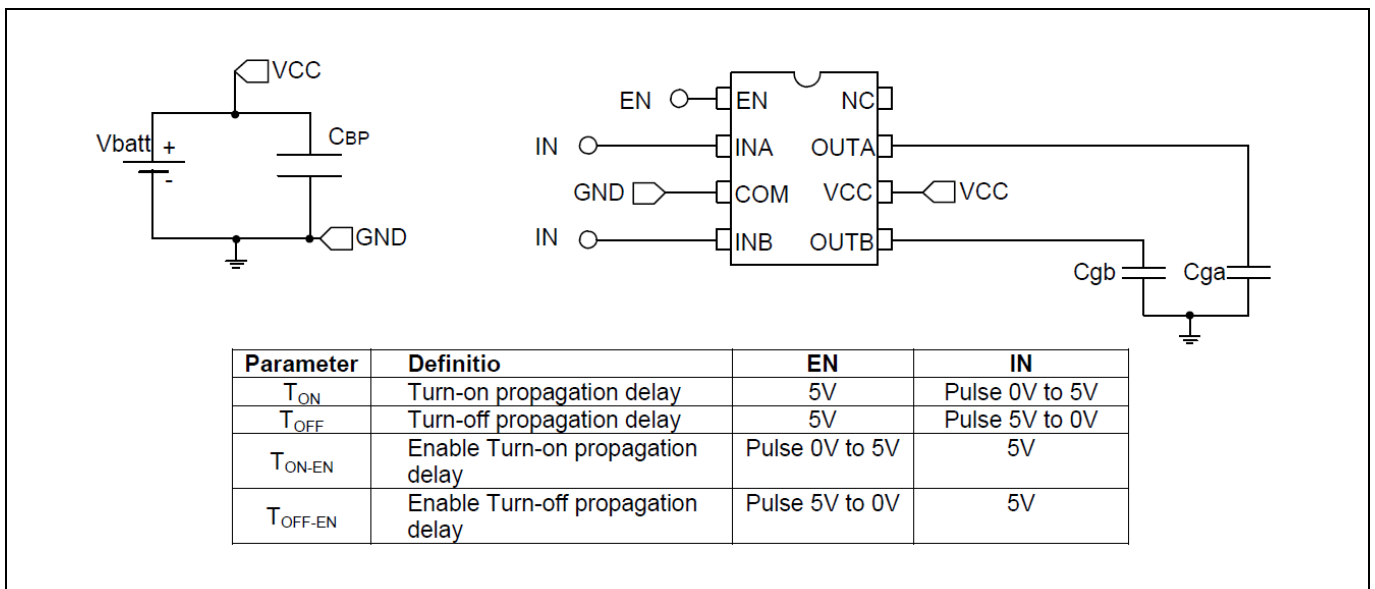 VCC
Vbatt
+
-
CBP
GND
EN
EN
NC
IN
INA
OUTA
GND
COM
VCC
VCC
IN
INB
OUTB
Cgb
Cga
Parameter Definitio EN IN
TON Turn-on propagation delay 5V Pulse 0V to 5V
TOFF Turn-off propagation delay 5V Pulse 5V to 0V
TON-EN Enable Turn-on propagation Pulse 0V to 5V 5V
delay
TOFF-EN Enable Turn-off propagation Pulse 5V to 0V 5V
delay